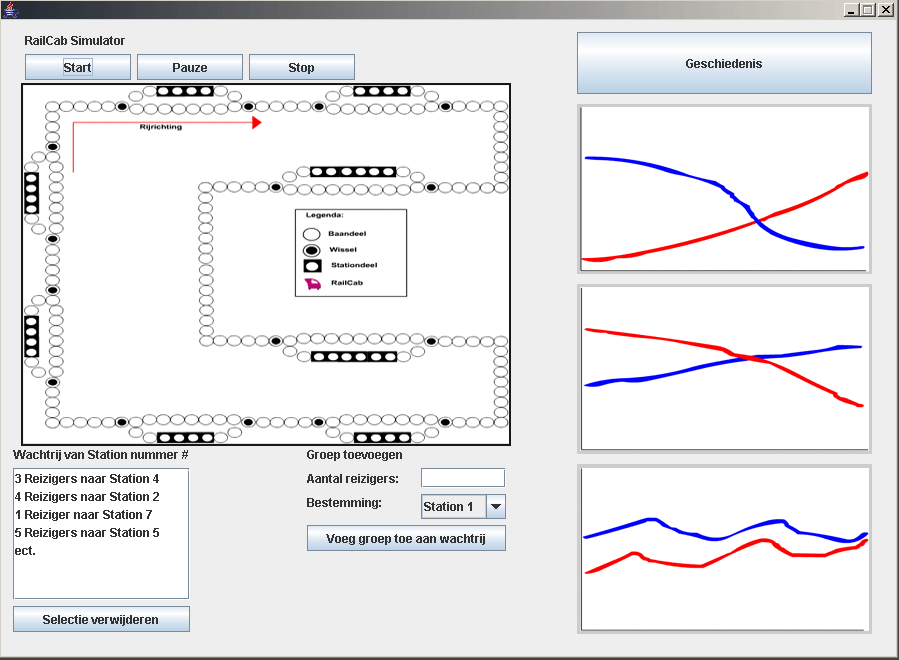 RailCab Simulator
Start
Pauze
Stop
Geschiedenis
Rijrichting
Legenda:
Baandeel
Wissel
Stationdeel
RailCab
Wachtrij van Station nummer #
3 Reizigers naar Station 4
4 Reizigers naar Station 2
1 Reiziger naar Station 7
5 Reizigers naar Station 5
ect.
Selectie verwijderen
Groep toevoegen
Aantal reizigers:
Bestemming:
Station 1
Voeg groep toe aan wachtrij